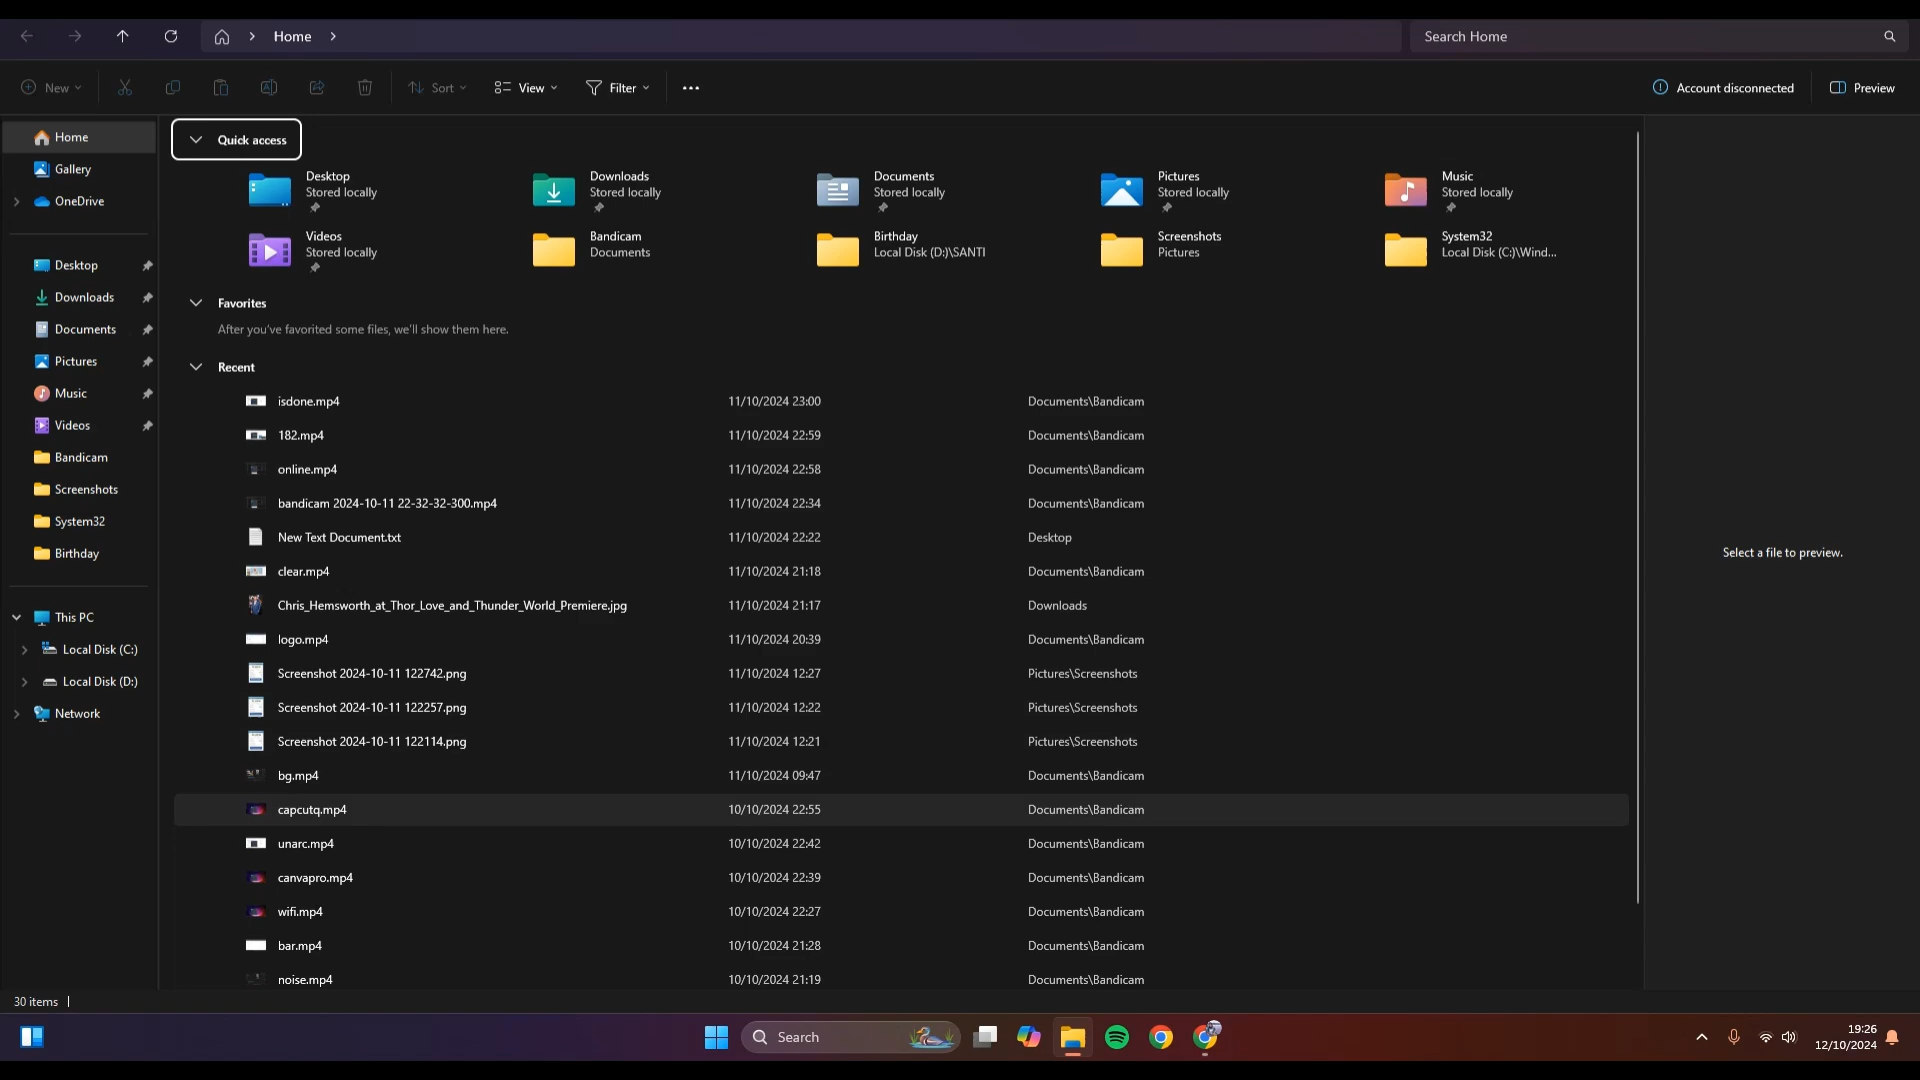 Home
Search Home
New
Sort
View
Filter
Account disconnected
Preview
Home
Gallery
OneDrive
Desktop
Downloads
Documents
Pictures
Music
Videos
Bandicam
Screenshots
System32
Birthday
This PC
Local Disk (C:)
Local Disk (D:)
Network
Quick access
Desktop
Stored locally
Downloads
Stored locally
Documents
Stored locally
Pictures
Stored locally
Music
Stored locally
Videos
Stored locally
Bandicam
Documents
Birthday
Local Disk (D:)\SANTI
Screenshots
Pictures
System32
Local Disk (C:)\Wind...
Favorites
After you've favorited some files, we'll show them here.
Recent
isdone.mp4 11/10/2024 23:00 Documents\Bandicam
182.mp4 11/10/2024 22:59 Documents\Bandicam
online.mp4 11/10/2024 22:58 Documents\Bandicam
bandicam 2024-10-11 22-32-32-300.mp4 11/10/2024 22:34 Documents\Bandicam
New Text Document.txt 11/10/2024 22:22 Desktop
clear.mp4 11/10/2024 21:18 Documents\Bandicam
Chris_Hemsworth_at_Thor_Love_and_Thunder_World_Premiere.jpg 11/10/2024 21:17 Downloads
logo.mp4 11/10/2024 20:39 Documents\Bandicam
Screenshot 2024-10-11 122742.png 11/10/2024 12:27 Pictures\Screenshots
Screenshot 2024-10-11 122257.png 11/10/2024 12:22 Pictures\Screenshots
Screenshot 2024-10-11 122114.png 11/10/2024 12:21 Pictures\Screenshots
bg.mp4 11/10/2024 09:47 Documents\Bandicam
capcutq.mp4 10/10/2024 22:55 Documents\Bandicam
unarc.mp4 10/10/2024 22:42 Documents\Bandicam
canvapro.mp4 10/10/2024 22:39 Documents\Bandicam
wifi.mp4 10/10/2024 22:27 Documents\Bandicam
bar.mp4 10/10/2024 21:28 Documents\Bandicam
noise.mp4 10/10/2024 21:19 Documents\Bandicam
Select a file to preview.
30 items
Search
19:26
12/10/2024